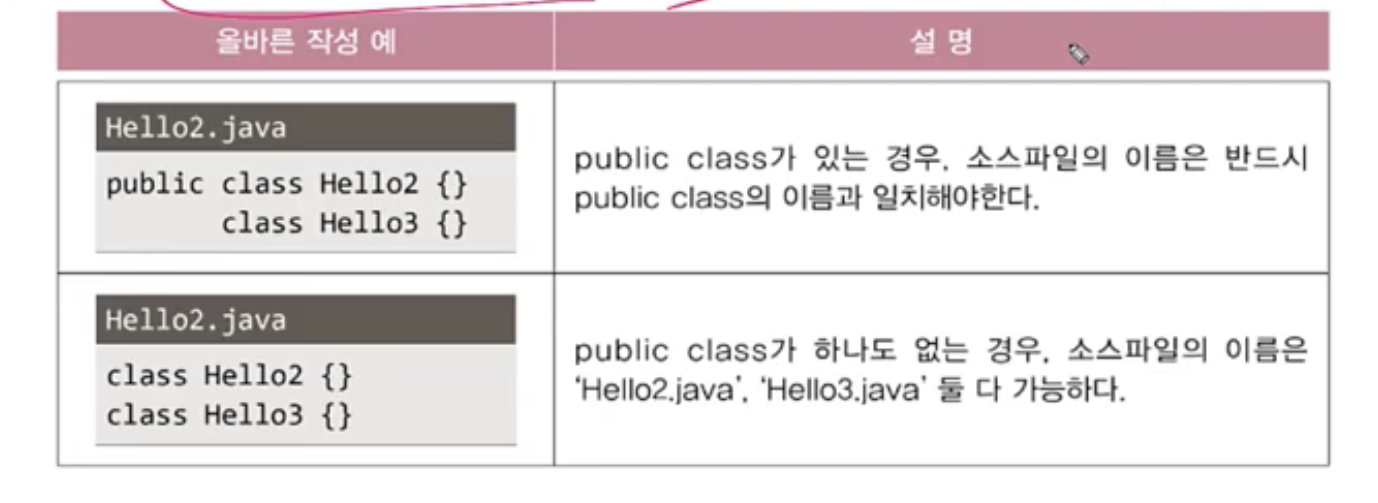 올바른 작성 예
설 명
Hello2.java
public class Hello2 {}
class Hello3 {}
public class가 있는 경우, 소스파일의 이름은 반드시
public class의 이름과 일치해야한다.
Hello2.java
class Hello2 {}
class Hello3 {}
public class가 하나도 없는 경우, 소스파일의 이름은
‘Hello2.java’, ‘Hello3.java’ 둘 다 가능하다.